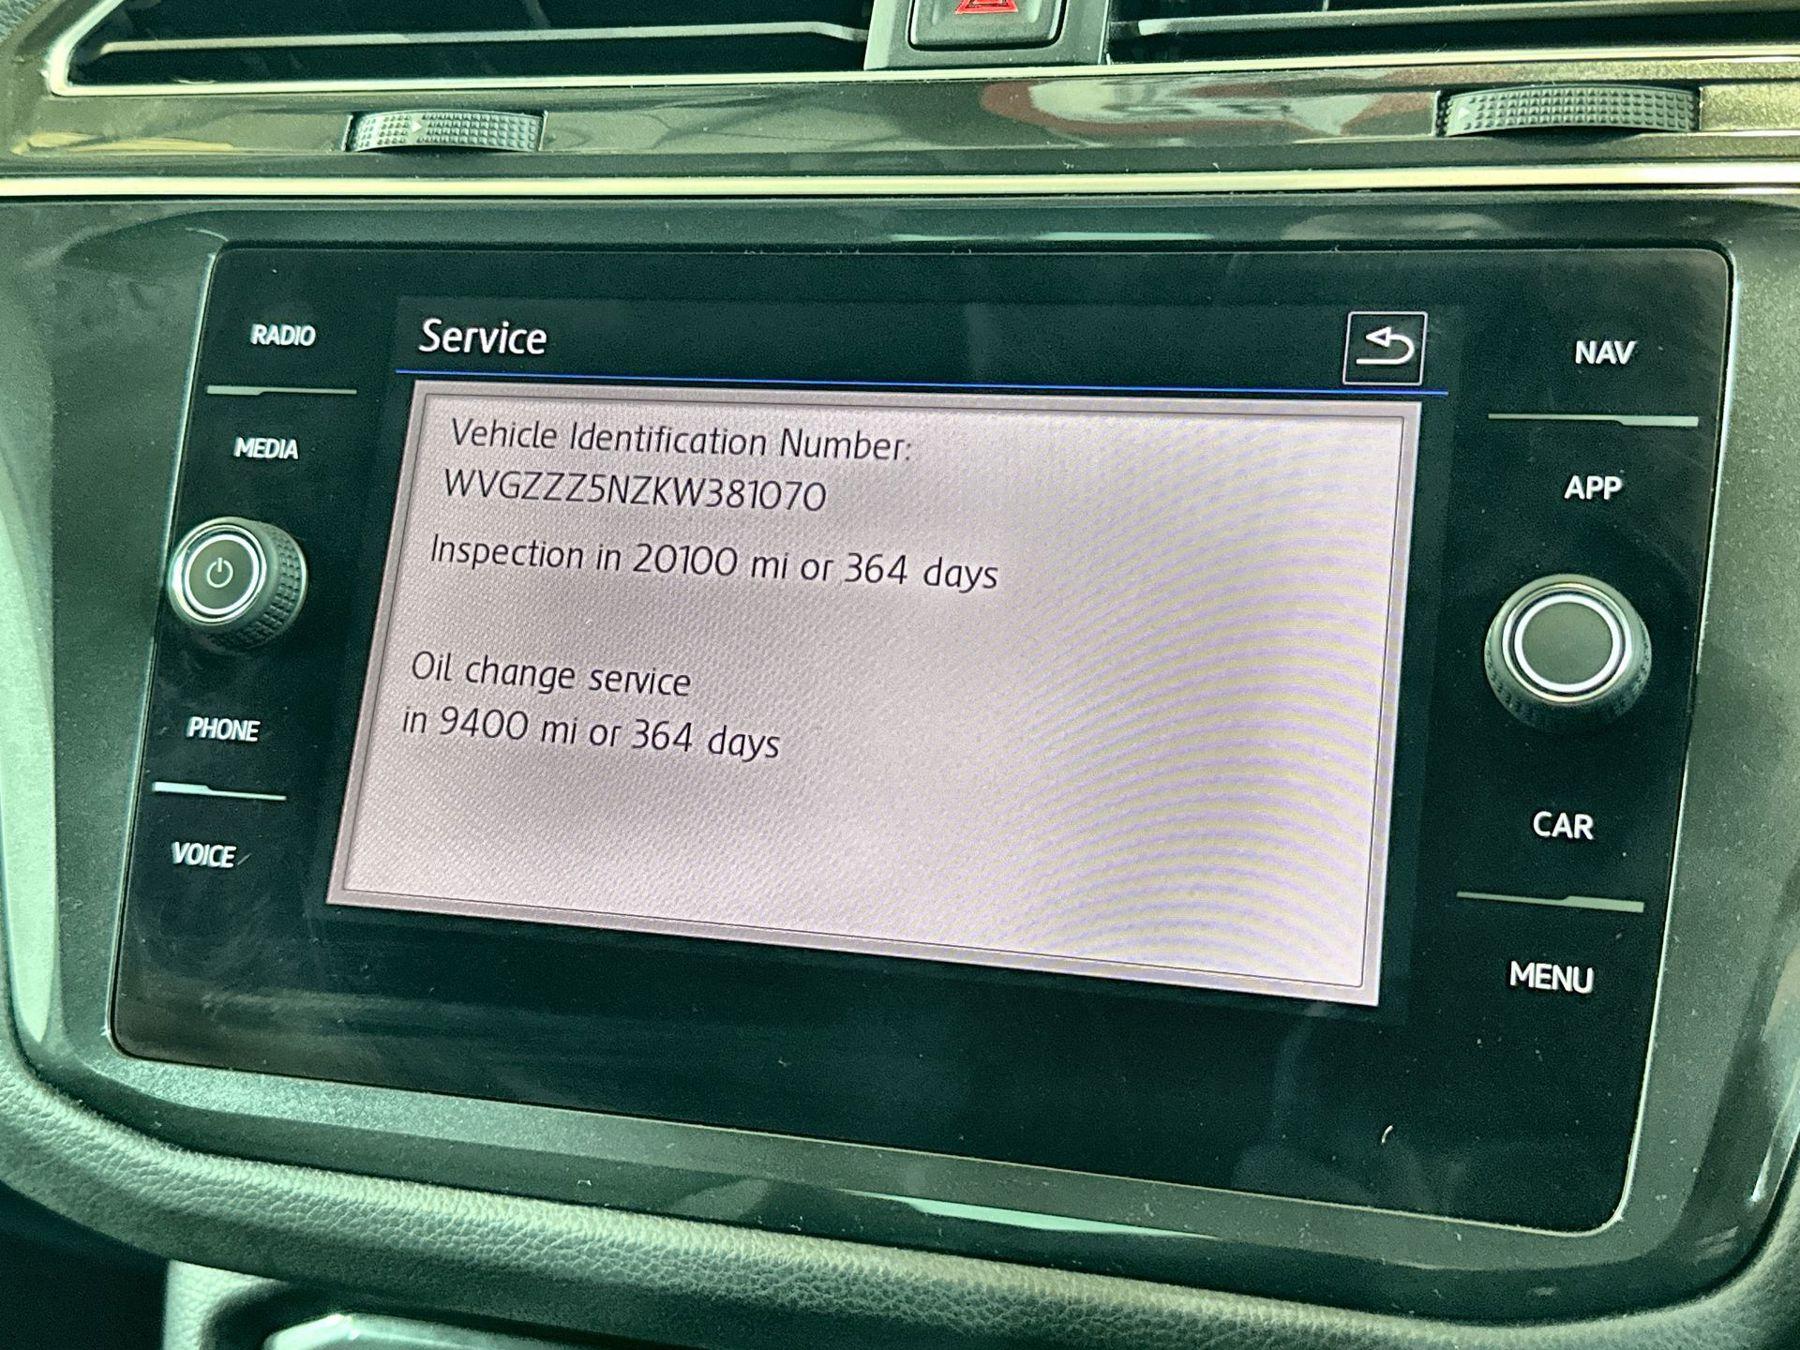 Service
RADIO
MEDIA
PHONE
VOICE
Vehicle Identification Number:
WVGZZZ5NZKW381070
Inspection in 20100 mi or 364 days
Oil change service
in 9400 mi or 364 days
NAV
APP
CAR
MENU